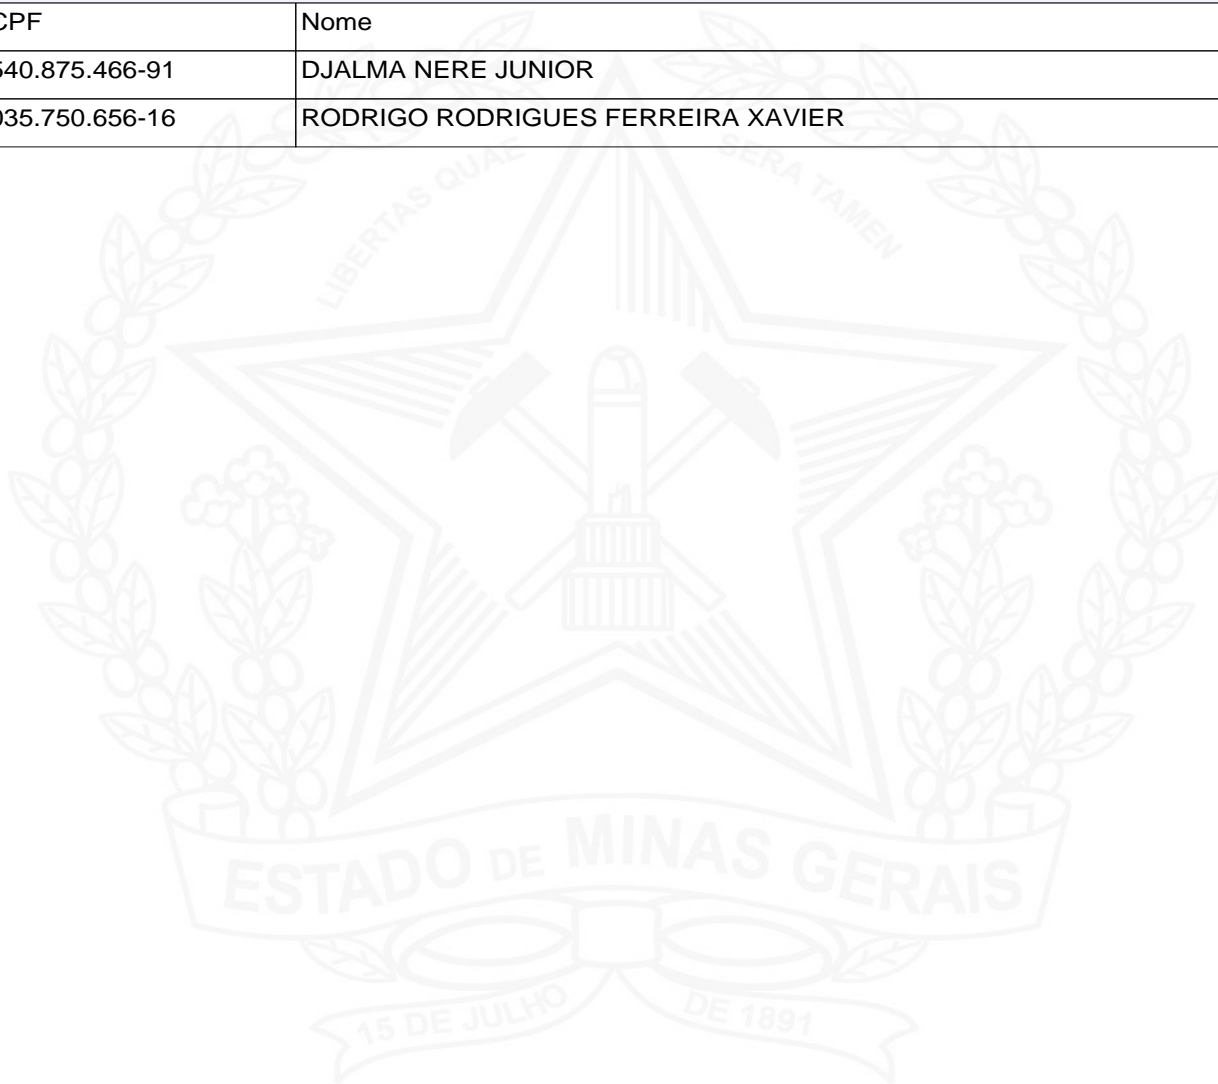 CPF Nome
540.875.466-91 DJALMA NERE JUNIOR
035.750.656-16 RODRIGO RODRIGUES FERREIRA XAVIER
LIBERTAS QUAE SERA TAMEN
ESTADO DE MINAS GERAIS
15 DE JULHO DE 1891